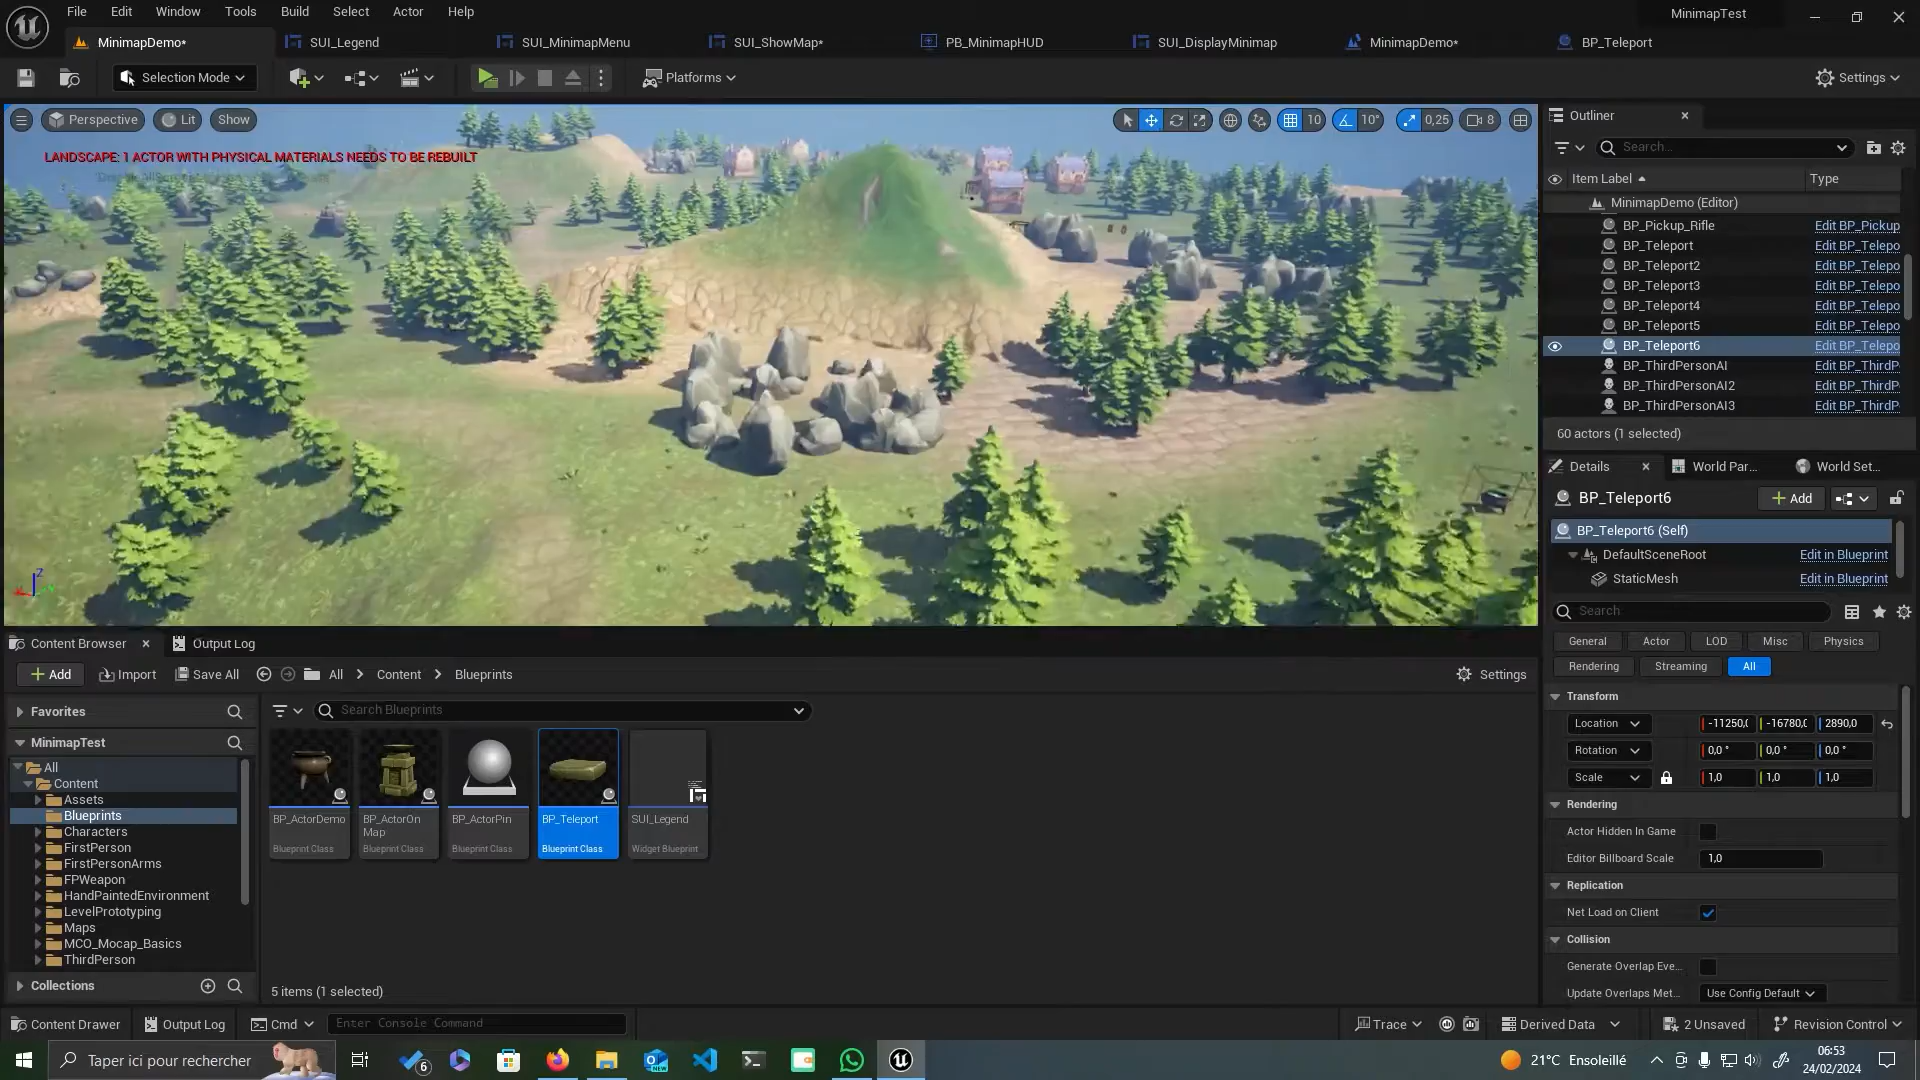 File Edit Window Tools Build Select Actor Help
MinimapTest
MinimapDemo*
SUI_Legend
SUI_MinimapMenu
SUI_ShowMap*
PB_MinimapHUD
SUI_DisplayMinimap
MinimapDemo*
BP_Teleport
Selection Mode
Platforms
Settings
Perspective
Lit
Show
10
10°
0,25
8
LANDSCAPE: 1 ACTOR WITH PHYSICAL MATERIALS NEEDS TO BE REBUILT
Outliner
Search...
Item Label
Type
MinimapDemo (Editor)
BP_Pickup_Rifle Edit BP_Pickup
BP_Teleport Edit BP_Telepo
BP_Teleport2 Edit BP_Telepo
BP_Teleport3 Edit BP_Telepo
BP_Teleport4 Edit BP_Telepo
BP_Teleport5 Edit BP_Telepo
BP_Teleport6 Edit BP_Telepo
BP_ThirdPersonAI Edit BP_ThirdP
BP_ThirdPersonAI2 Edit BP_ThirdP
BP_ThirdPersonAI3 Edit BP_ThirdP
60 actors (1 selected)
Details
World Par...
World Set...
BP_Teleport6
Add
BP_Teleport6 (Self)
DefaultSceneRoot Edit in Blueprint
StaticMesh Edit in Blueprint
Search
General Actor LOD Misc Physics
Rendering Streaming All
Transform
Location -11250,( -16780,( 2890,0
Rotation 0,0 ° 0,0 ° 0,0 °
Scale 1,0 1,0 1,0
Rendering
Actor Hidden In Game
Editor Billboard Scale 1,0
Replication
Net Load on Client
Collision
Generate Overlap Eve...
Update Overlaps Met... Use Config Default
Content Browser
Output Log
Add
Import
Save All
All
Content
Blueprints
Settings
Favorites
Search Blueprints
MinimapTest
All
Content
Assets
Blueprints
Characters
FirstPerson
FirstPersonArms
FPWeapon
HandPaintedEnvironment
LevelPrototyping
Maps
MCO_Mocap_Basics
ThirdPerson
Collections
BP_ActorDemo
Blueprint Class
BP_ActorOn
Map
Blueprint Class
BP_ActorPin
Blueprint Class
BP_Teleport
Blueprint Class
SUI_Legend
Widget Blueprint
5 items (1 selected)
Content Drawer
Output Log
Cmd
Enter Console Command
Trace
Derived Data
2 Unsaved
Revision Control
Taper ici pour rechercher
6
NEW
21°C Ensoleillé
06:53
24/02/2024